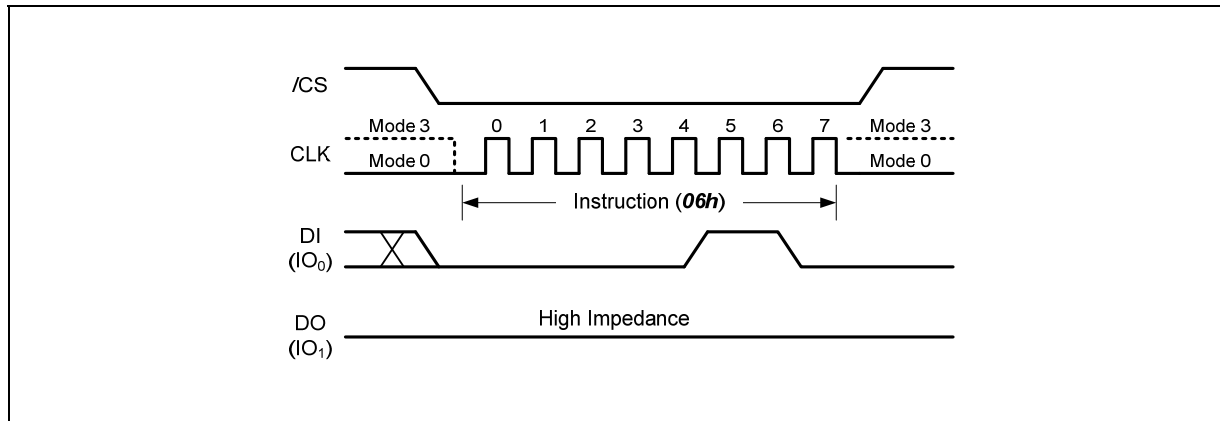 /CS
Mode 3 0 1 2 3 4 5 6 7 Mode 3
CLK
Mode 0 Mode 0
Instruction (06h)
DI
(IO₀)
High Impedance
DO
(IO₁)